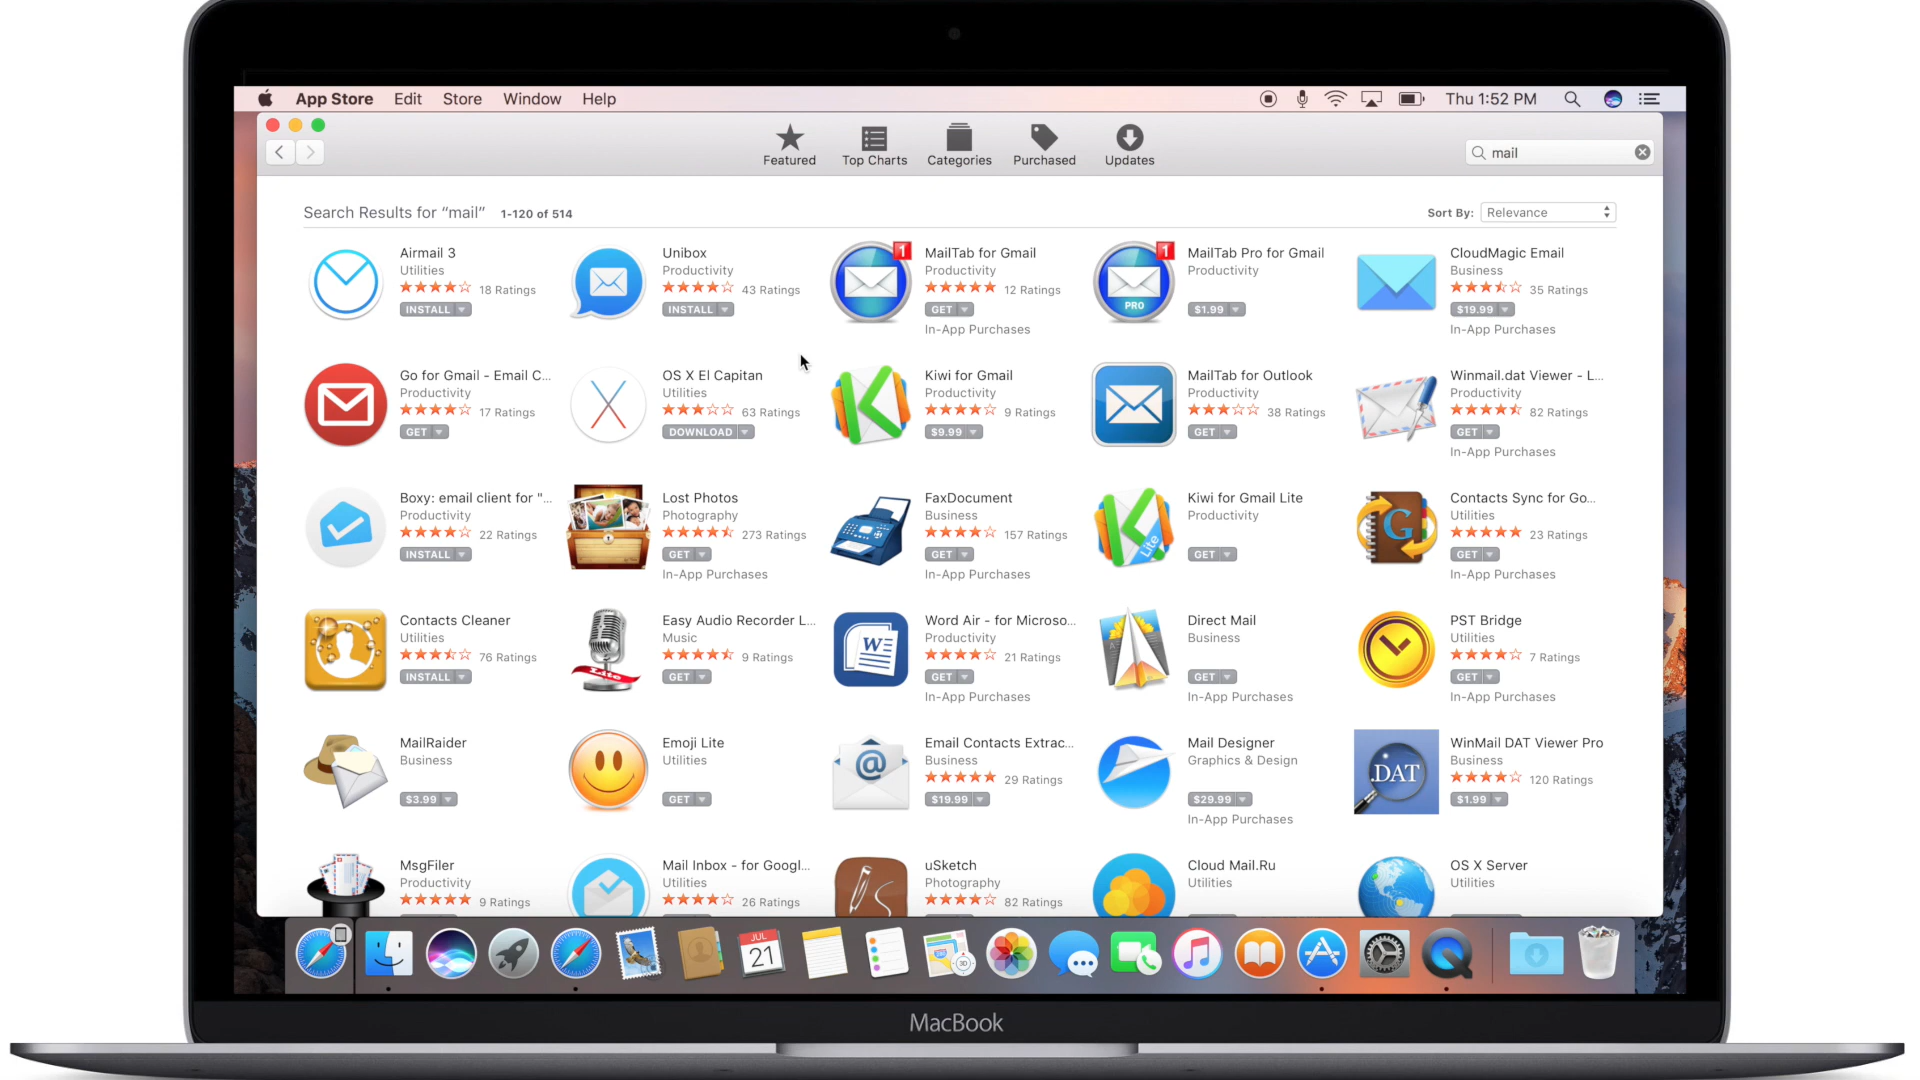 App Store Edit Store Window Help Thu 1:52 PM
Featured Top Charts Categories Purchased Updates
mail
Search Results for “mail” 1-120 of 514 Sort By: Relevance
Airmail 3
Utilities
18 Ratings
INSTALL
Unibox
Productivity
43 Ratings
INSTALL
1
MailTab for Gmail
Productivity
12 Ratings
GET
In-App Purchases
1
PRO
MailTab Pro for Gmail
Productivity
$1.99
CloudMagic Email
Business
35 Ratings
$19.99
In-App Purchases
Go for Gmail - Email C...
Productivity
17 Ratings
GET
OS X El Capitan
Utilities
63 Ratings
DOWNLOAD
Kiwi for Gmail
Productivity
9 Ratings
$9.99
MailTab for Outlook
Productivity
38 Ratings
GET
Winmail.dat Viewer - L...
Productivity
82 Ratings
GET
In-App Purchases
Boxy: email client for "...
Productivity
22 Ratings
INSTALL
Lost Photos
Photography
273 Ratings
GET
In-App Purchases
FaxDocument
Business
157 Ratings
GET
In-App Purchases
Lite
Kiwi for Gmail Lite
Productivity
GET
G
Contacts Sync for Go...
Utilities
23 Ratings
GET
In-App Purchases
Contacts Cleaner
Utilities
76 Ratings
INSTALL
Lite
Easy Audio Recorder L...
Music
9 Ratings
GET
W
Word Air - for Microso...
Productivity
21 Ratings
GET
In-App Purchases
Direct Mail
Business
GET
In-App Purchases
PST Bridge
Utilities
7 Ratings
GET
In-App Purchases
MailRaider
Business
$3.99
Emoji Lite
Utilities
GET
@
Email Contacts Extrac...
Business
29 Ratings
$19.99
Mail Designer
Graphics & Design
$29.99
In-App Purchases
.DAT
WinMail DAT Viewer Pro
Business
120 Ratings
$1.99
MsgFiler
Productivity
9 Ratings
Mail Inbox - for Googl...
Utilities
26 Ratings
uSketch
Photography
82 Ratings
Cloud Mail.Ru
Utilities
OS X Server
Utilities
JUL
21
3D
MacBook